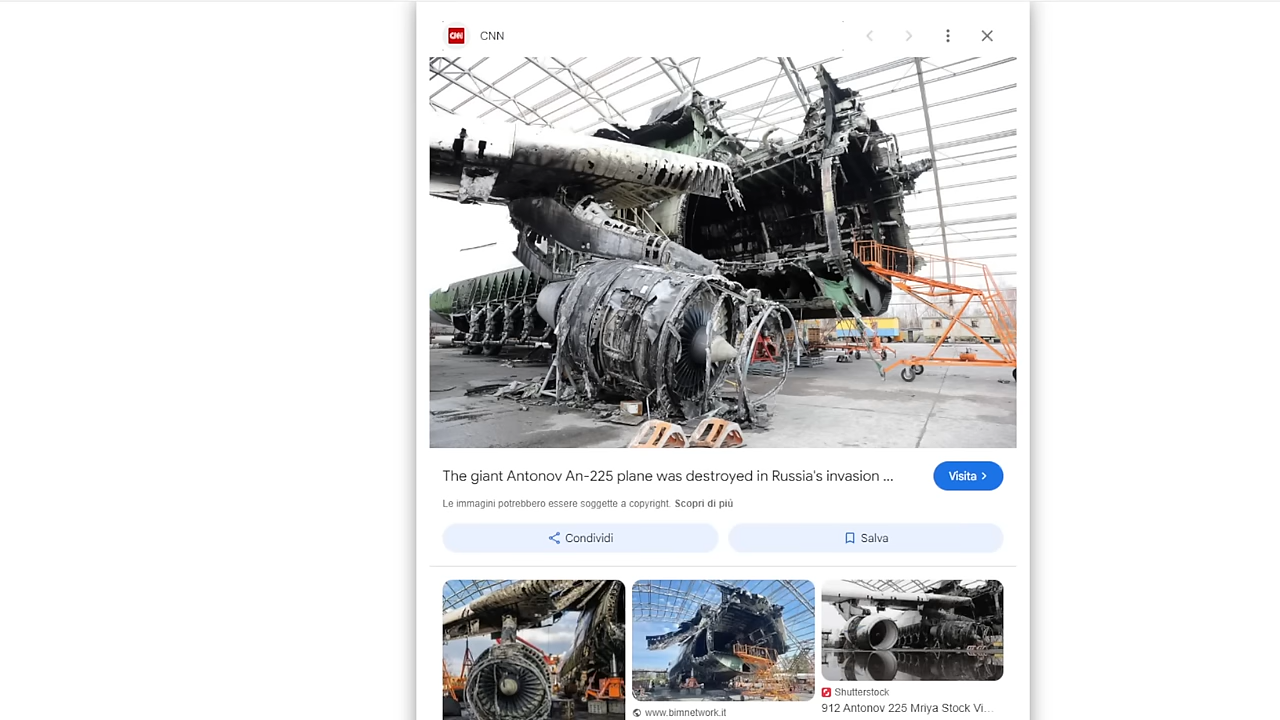 CNN
CNN
The giant Antonov An-225 plane was destroyed in Russia's invasion ...
Visita
Le immagini potrebbero essere soggette a copyright. Scopri di più
Condividi
Salva
Shutterstock
912 Antonov 225 Mriya Stock Vi...
www.bimnetwork.it